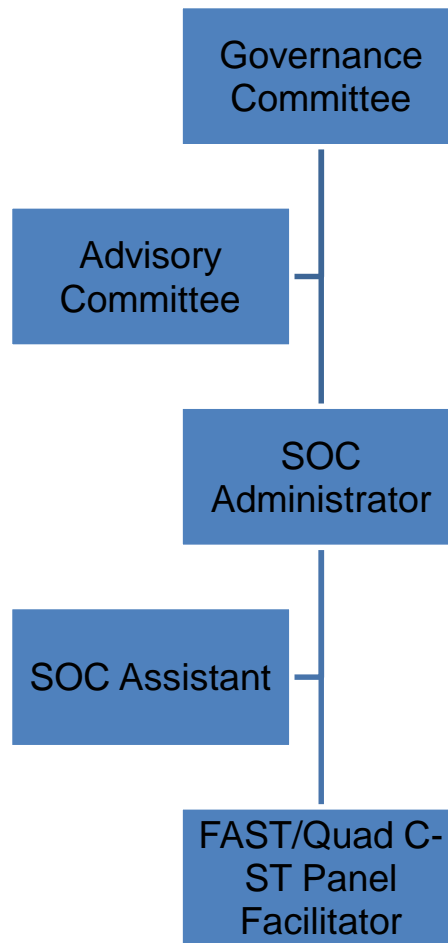 Governance
Committee
Advisory
Committee
SOC
Administrator
SOC Assistant
FAST/Quad C-
ST Panel
Facilitator